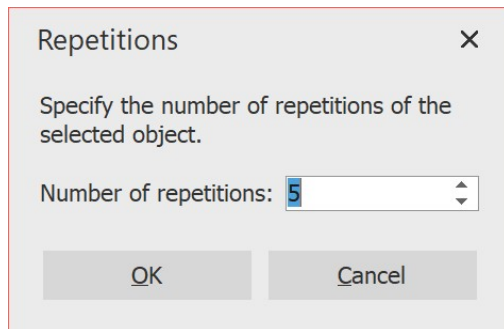 Repetitions
Specify the number of repetitions of the
selected object.
Number of repetitions: 5
OK Cancel